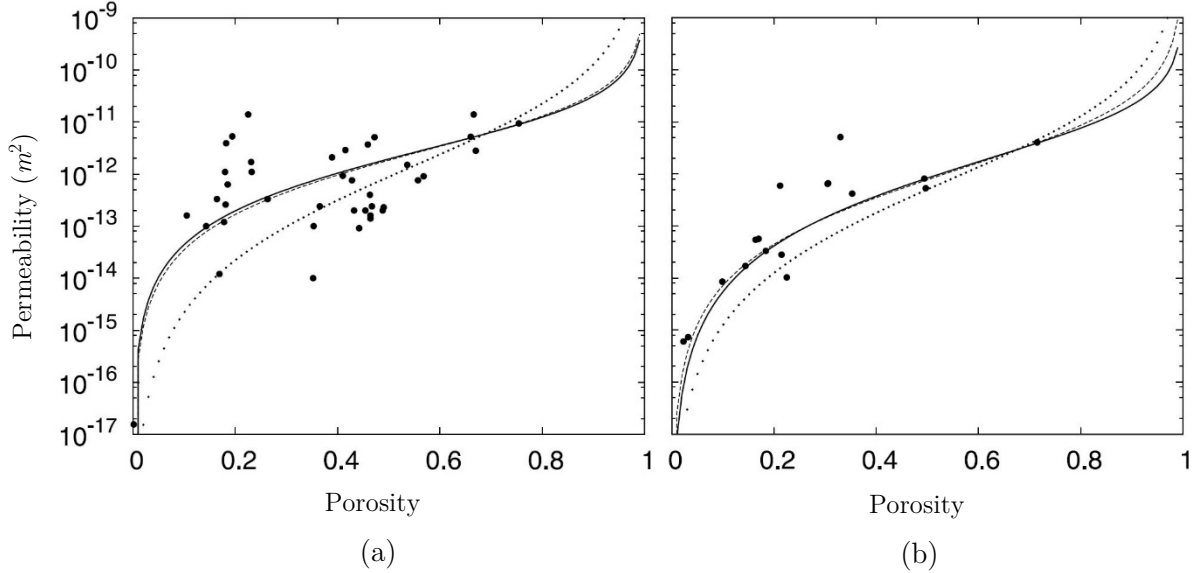 10⁻⁹
10⁻¹⁰
10⁻¹¹
10⁻¹²
10⁻¹³
10⁻¹⁴
10⁻¹⁵
10⁻¹⁶
10⁻¹⁷
Permeability (m²)
0 0.2 0.4 0.6 0.8 1
0 0.2 0.4 0.6 0.8 1
Porosity
Porosity
(a)
(b)